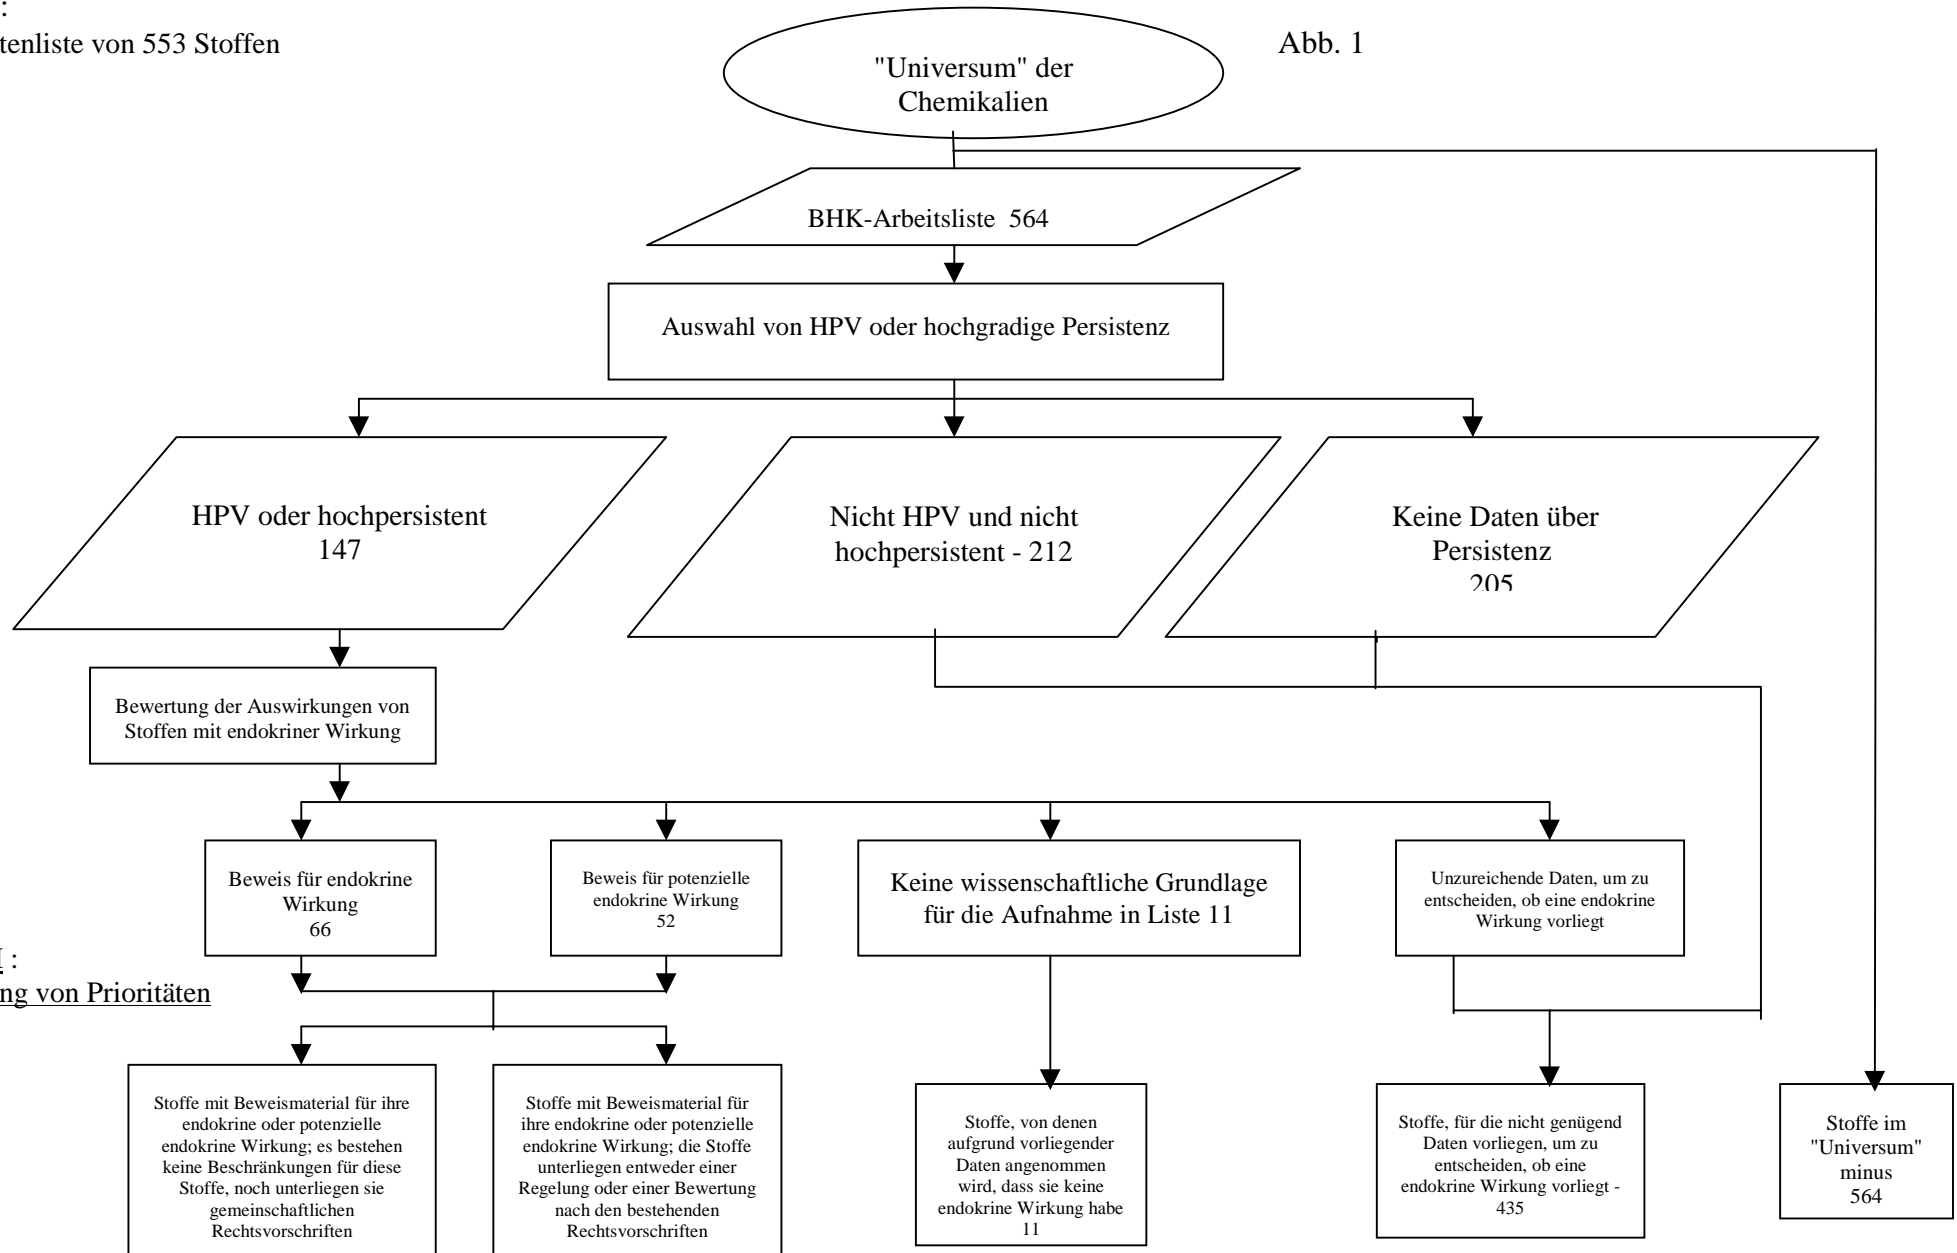 :
tenliste von 553 Stoffen
Abb. 1
"Universum" der
Chemikalien
BHK-Arbeitsliste 564
Auswahl von HPV oder hochgradige Persistenz
HPV oder hochpersistent
147
Nicht HPV und nicht
hochpersistent - 212
Keine Daten über
Persistenz
205
Bewertung der Auswirkungen von
Stoffen mit endokriner Wirkung
Beweis für endokrine
Wirkung
66
Beweis für potenzielle
endokrine Wirkung
52
Keine wissenschaftliche Grundlage
für die Aufnahme in Liste 11
Unzureichende Daten, um zu
entscheiden, ob eine endokrine
Wirkung vorliegt
I :
ng von Prioritäten
Stoffe mit Beweismaterial für ihre
endokrine oder potenzielle
endokrine Wirkung; es bestehen
keine Beschränkungen für diese
Stoffe, noch unterliegen sie
gemeinschaftlichen
Rechtsvorschriften
Stoffe mit Beweismaterial für
ihre endokrine oder potenzielle
endokrine Wirkung; die Stoffe
unterliegen entweder einer
Regelung oder einer Bewertung
nach den bestehenden
Rechtsvorschriften
Stoffe, von denen
aufgrund vorliegender
Daten angenommen
wird, dass sie keine
endokrine Wirkung habe
11
Stoffe, für die nicht genügend
Daten vorliegen, um zu
entscheiden, ob eine
endokrine Wirkung vorliegt -
435
Stoffe im
"Universum"
minus
564